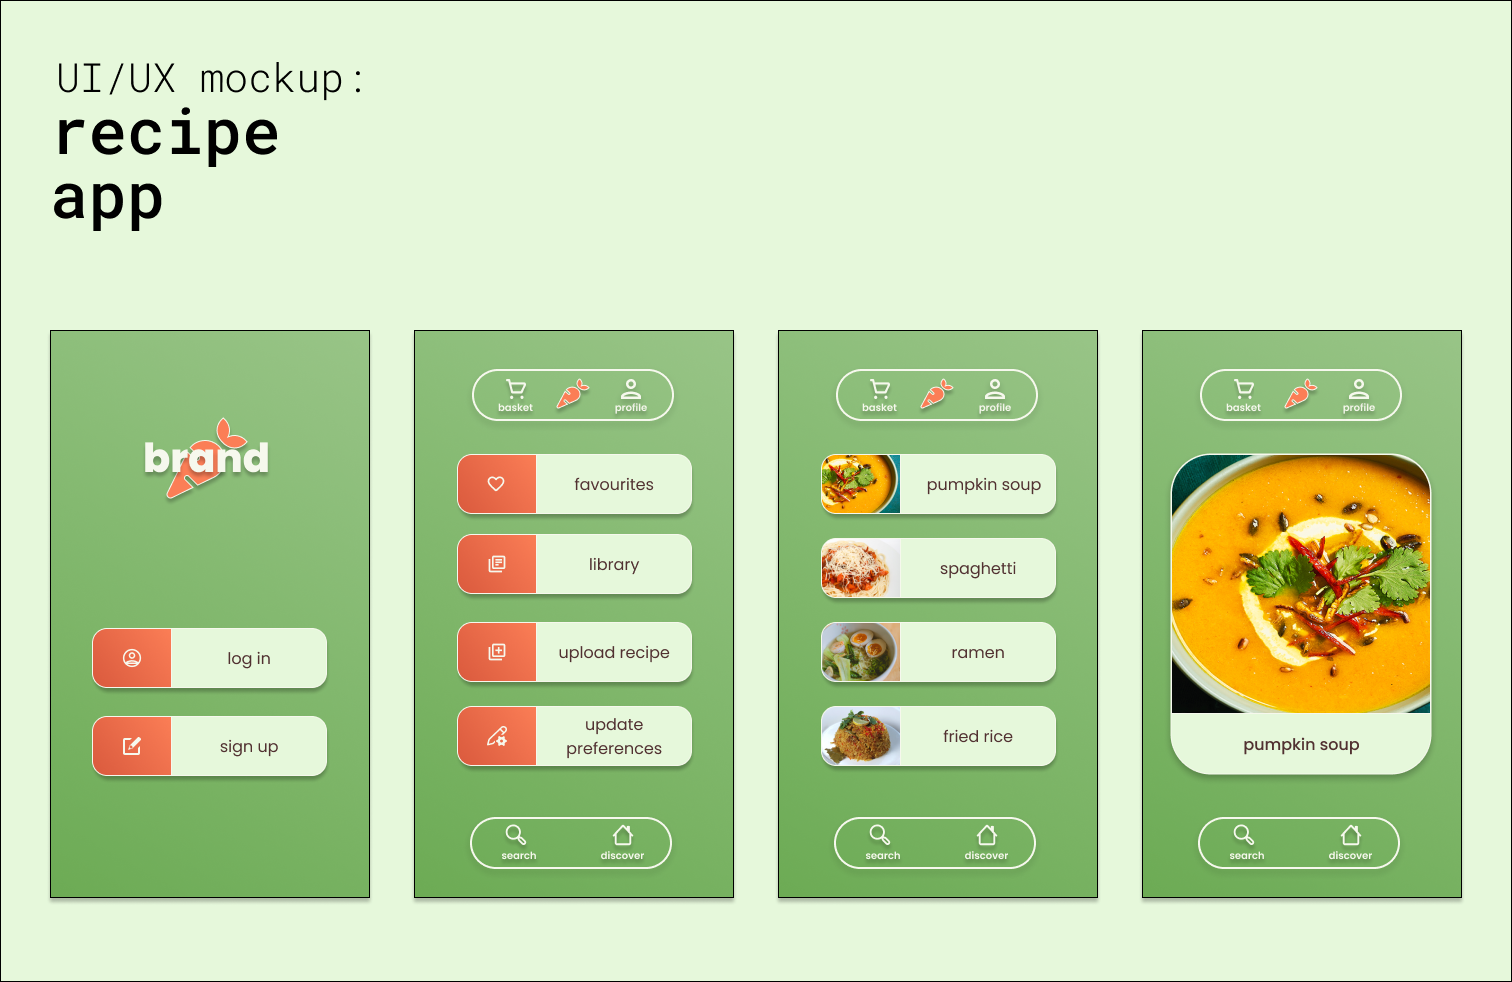 UI/UX mockup:
recipe
app
brand
log in
sign up
basket
profile
favourites
library
upload recipe
update
preferences
search
discover
basket
profile
pumpkin soup
spaghetti
ramen
fried rice
search
discover
basket
profile
pumpkin soup
search
discover